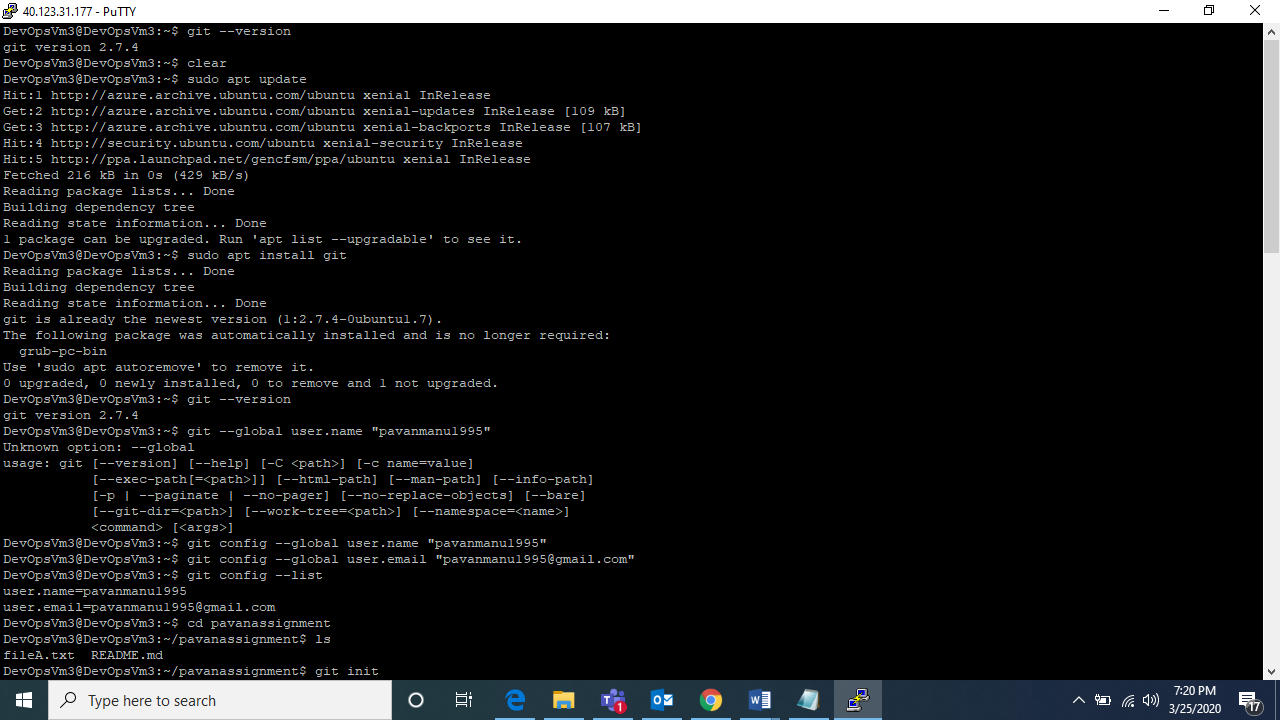 40.123.31.177 - PuTTY
DevOpsVm3@DevOpsVm3:~$ git --version
git version 2.7.4
DevOpsVm3@DevOpsVm3:~$ clear
DevOpsVm3@DevOpsVm3:~$ sudo apt update
Hit:1 http://azure.archive.ubuntu.com/ubuntu xenial InRelease
Get:2 http://azure.archive.ubuntu.com/ubuntu xenial-updates InRelease [109 kB]
Get:3 http://azure.archive.ubuntu.com/ubuntu xenial-backports InRelease [107 kB]
Hit:4 http://security.ubuntu.com/ubuntu xenial-security InRelease
Hit:5 http://ppa.launchpad.net/gencfsm/ppa/ubuntu xenial InRelease
Fetched 216 kB in 0s (429 kB/s)
Reading package lists... Done
Building dependency tree
Reading state information... Done
1 package can be upgraded. Run 'apt list --upgradable' to see it.
DevOpsVm3@DevOpsVm3:~$ sudo apt install git
Reading package lists... Done
Building dependency tree
Reading state information... Done
git is already the newest version (1:2.7.4-0ubuntu1.7).
The following package was automatically installed and is no longer required:
  grub-pc-bin
Use 'sudo apt autoremove' to remove it.
0 upgraded, 0 newly installed, 0 to remove and 1 not upgraded.
DevOpsVm3@DevOpsVm3:~$ git --version
git version 2.7.4
DevOpsVm3@DevOpsVm3:~$ git --global user.name "pavanmanu1995"
Unknown option: --global
usage: git [--version] [--help] [-C <path>] [-c name=value]
           [--exec-path[=<path>]] [--html-path] [--man-path] [--info-path]
           [-p | --paginate | --no-pager] [--no-replace-objects] [--bare]
           [--git-dir=<path>] [--work-tree=<path>] [--namespace=<name>]
           <command> [<args>]
DevOpsVm3@DevOpsVm3:~$ git config --global user.name "pavanmanu1995"
DevOpsVm3@DevOpsVm3:~$ git config --global user.email "pavanmanu1995@gmail.com"
DevOpsVm3@DevOpsVm3:~$ git config --list
user.name=pavanmanu1995
user.email=pavanmanu1995@gmail.com
DevOpsVm3@DevOpsVm3:~$ cd pavanassignment
DevOpsVm3@DevOpsVm3:~/pavanassignment$ ls
fileA.txt  README.md
DevOpsVm3@DevOpsVm3:~/pavanassignment$ git init
Type here to search
1
7:20 PM
3/25/2020
17